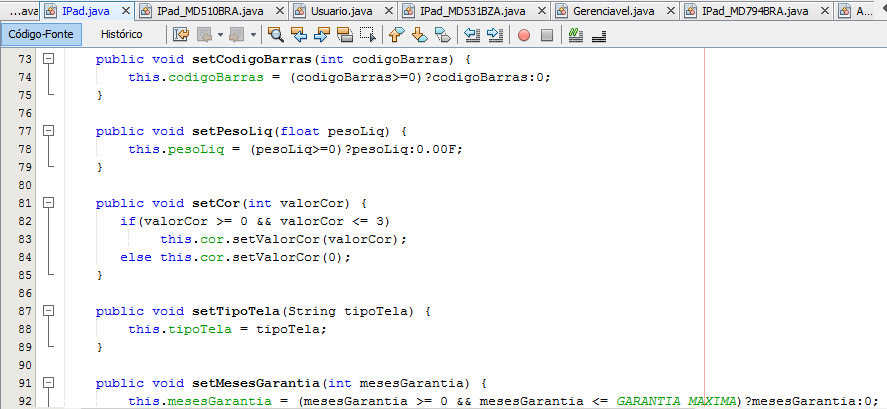 ...ava IPad.java IPad_MD510BRA.java Usuario.java IPad_MD531BZA.java Gerenciavel.java IPad_MD794BRA.java A...
Código-Fonte Histórico
73 public void setCodigoBarras(int codigoBarras) {
74 this.codigoBarras = (codigoBarras>=0)?codigoBarras:0;
75 }
76
77 public void setPesoLiq(float pesoLiq) {
78 this.pesoLiq = (pesoLiq>=0)?pesoLiq:0.00F;
79 }
80
81 public void setCor(int valorCor) {
82 if(valorCor >= 0 && valorCor <= 3)
83 this.cor.setValorCor(valorCor);
84 else this.cor.setValorCor(0);
85 }
86
87 public void setTipoTela(String tipoTela) {
88 this.tipoTela = tipoTela;
89 }
90
91 public void setMesesGarantia(int mesesGarantia) {
92 this.mesesGarantia = (mesesGarantia >= 0 && mesesGarantia <= GARANTIA_MAXIMA)?mesesGarantia:0;